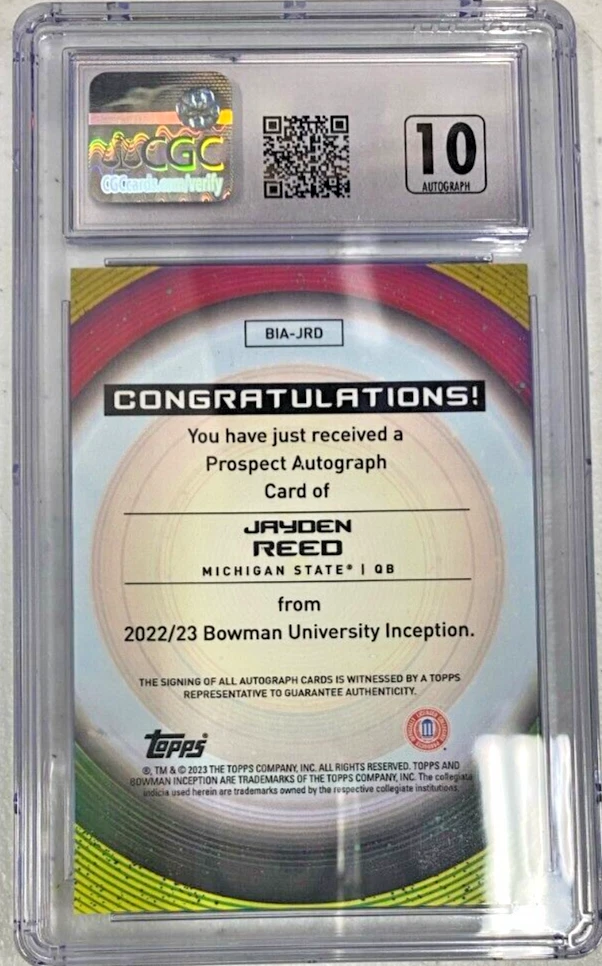 CGC
CGCcards.com/verify
10
AUTOGRAPH
BIA-JRD
CONGRATULATIONS!
You have just received a
Prospect Autograph
Card of
JAYDEN
REED
MICHIGAN STATE® | QB
from
2022/23 Bowman University Inception.
THE SIGNING OF ALL AUTOGRAPH CARDS IS WITNESSED BY A TOPPS
REPRESENTATIVE TO GUARANTEE AUTHENTICITY.
Topps®
®, TM & © 2023 THE TOPPS COMPANY, INC. ALL RIGHTS RESERVED. TOPPS AND
BOWMAN INCEPTION ARE TRADEMARKS OF THE TOPPS COMPANY, INC. The collegiate
indicia used herein are trademarks owned by the respective collegiate institutions.